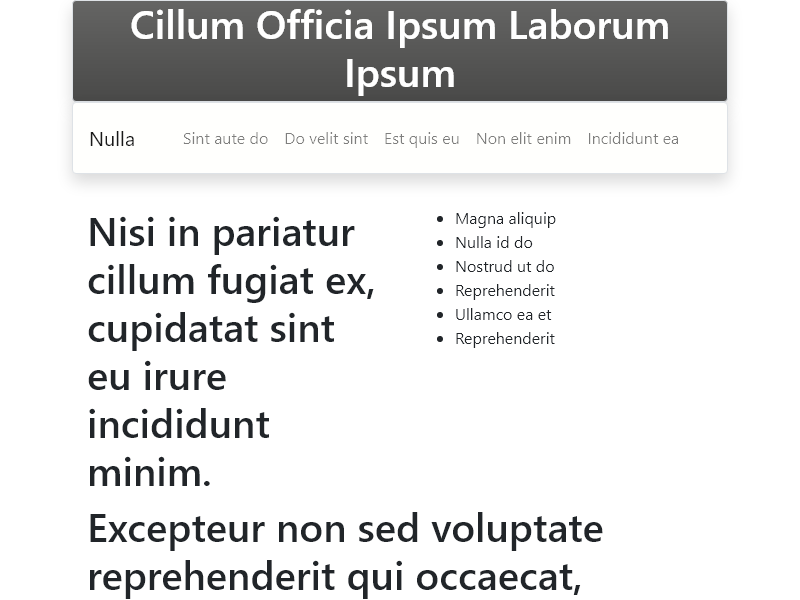 Cillum Officia Ipsum Laborum
Ipsum
Nulla Sint aute do Do velit sint Est quis eu Non elit enim Incididunt ea
Nisi in pariatur
cillum fugiat ex,
cupidatat sint
eu irure
incididunt
minim.
Magna aliquip
Nulla id do
Nostrud ut do
Reprehenderit
Ullamco ea et
Reprehenderit
Excepteur non sed voluptate
reprehenderit qui occaecat,